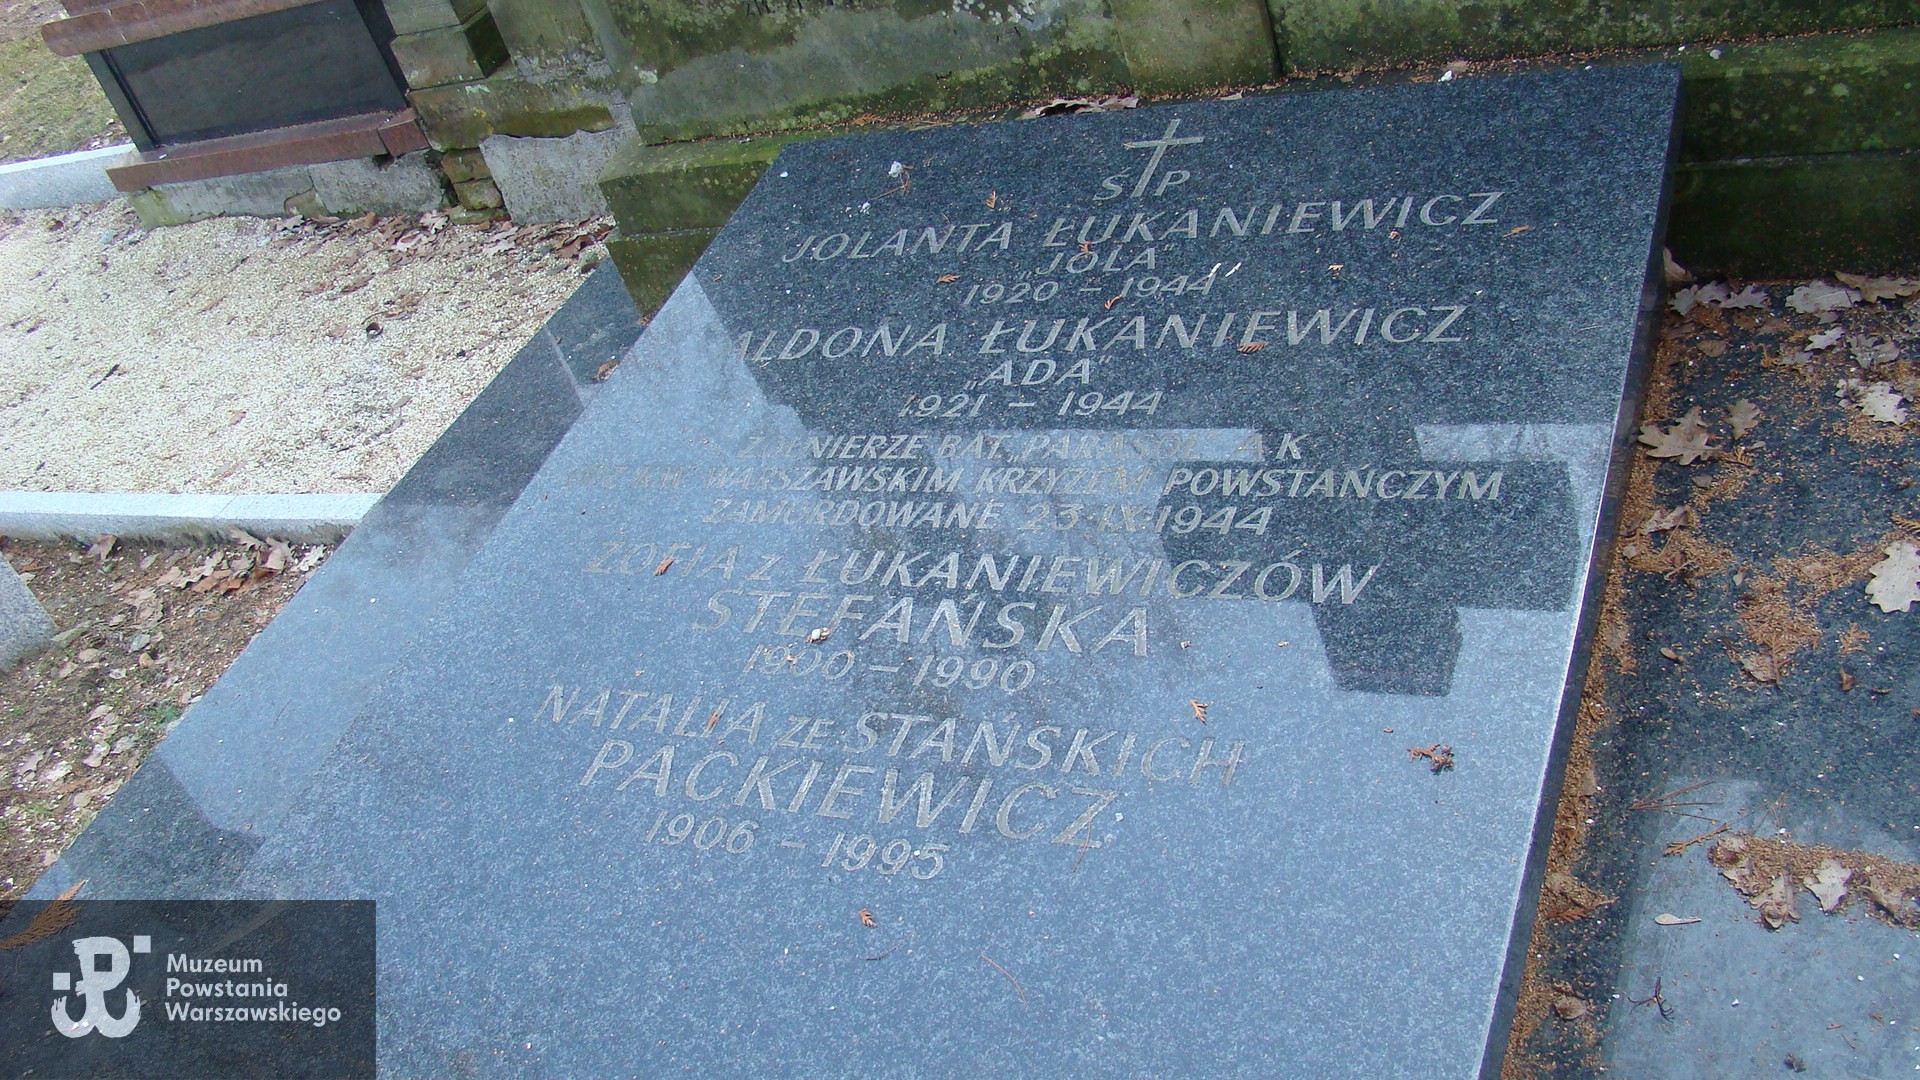 Ś P
JOLANTA ŁUKANIEWICZ
„JOLA”
1920 – 1944
ALDONA ŁUKANIEWICZ
„ADA”
1921 – 1944
ŻOŁNIERZE BAT. „PARASOL” A K
WARSZAWSKIM KRZYŻEM POWSTAŃCZYM
ZAMORDOWANE 23·IX·1944
ZOFIA z ŁUKANIEWICZÓW
STEFAŃSKA
1900 – 1990
NATALIA ZE STAŃSKICH
PACKIEWICZ
1906 – 1995
Muzeum
Powstania
Warszawskiego